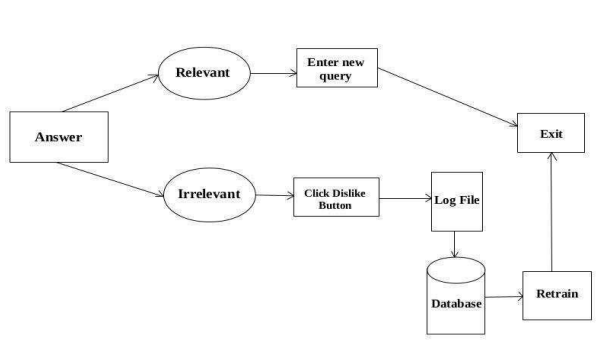 Relevant
Enter new
query
Answer
Exit
Irrelevant
Click Dislike
Button
Log File
Database
Retrain